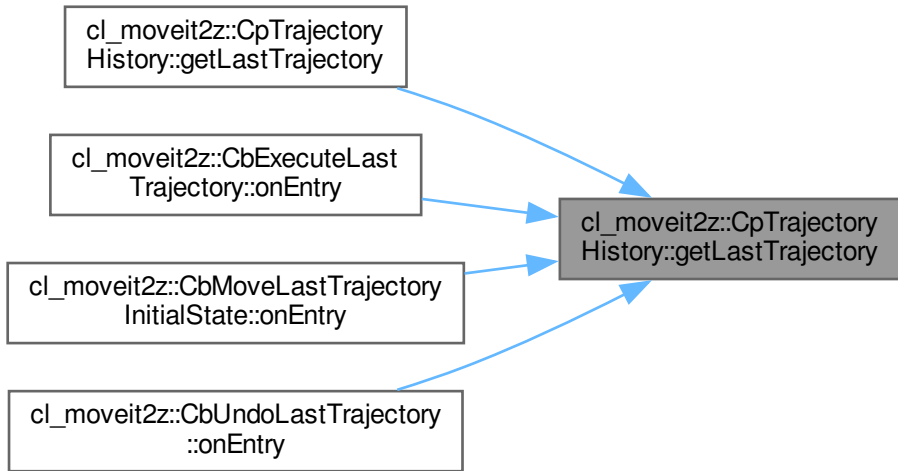 cl_moveit2z::CpTrajectory
History::getLastTrajectory
cl_moveit2z::CbExecuteLast
Trajectory::onEntry
cl_moveit2z::CpTrajectory
History::getLastTrajectory
cl_moveit2z::CbMoveLastTrajectory
InitialState::onEntry
cl_moveit2z::CbUndoLastTrajectory
::onEntry